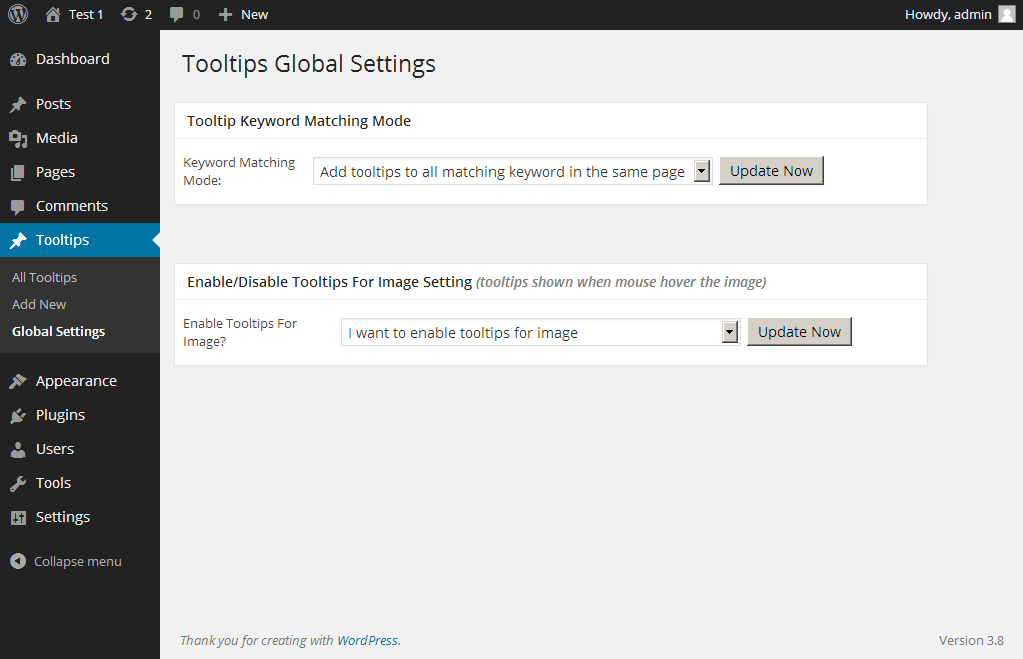 Test 1 2 0 New Howdy, admin
Dashboard
Posts
Media
Pages
Comments
Tooltips
All Tooltips
Add New
Global Settings
Appearance
Plugins
Users
Tools
Settings
Collapse menu
Tooltips Global Settings
Tooltip Keyword Matching Mode
Keyword Matching
Mode:
Add tooltips to all matching keyword in the same page
Update Now
Enable/Disable Tooltips For Image Setting (tooltips shown when mouse hover the image)
Enable Tooltips For
Image?
I want to enable tooltips for image
Update Now
Thank you for creating with WordPress.
Version 3.8